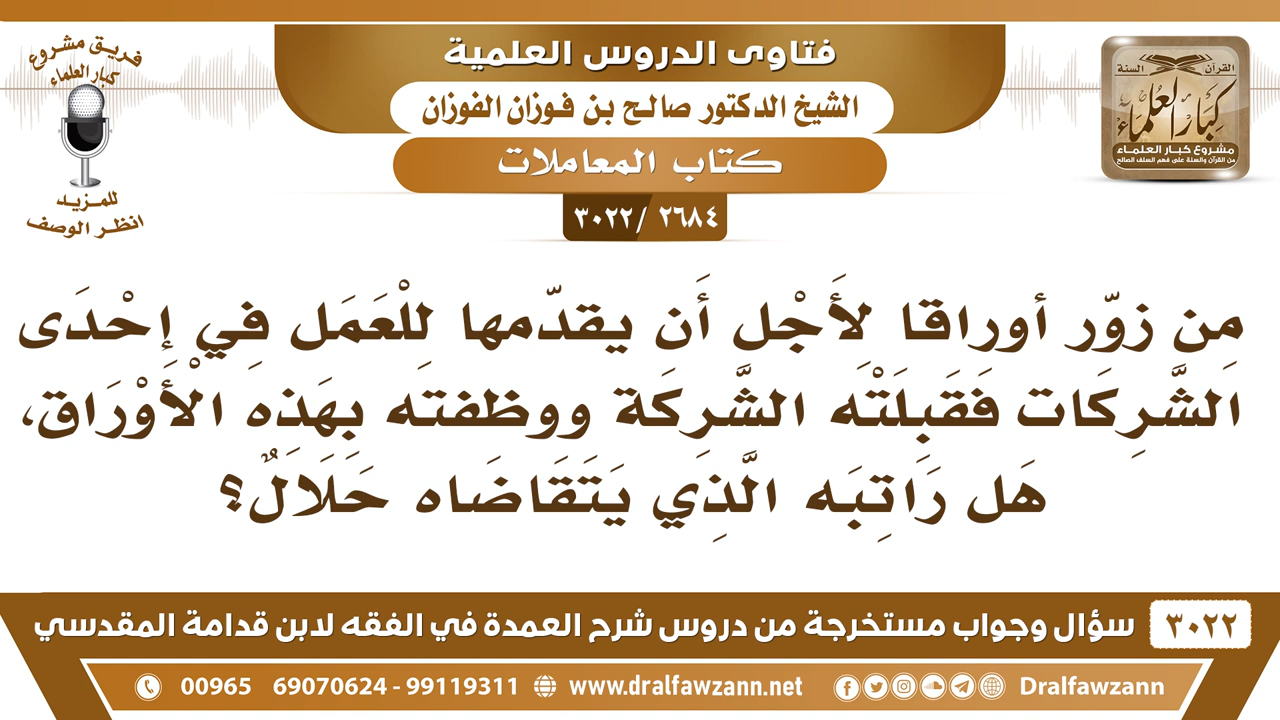 فتاوى الدروس العلمية
الشيخ الدكتور صالح بن فوزان الفوزان
كتاب المعاملات
٢٦٨٤ /٣٠٢٢
فريق مشروع
كبار العلماء
للمزيد
انظر الوصف
القرآن السنة
كبار العلماء
مشروع كبار العلماء
من القرآن والسنة على فهم السلف الصالح
مِن زوّر أوراقا لأَجْل أَن يقدّمها لِلْعَمَل فِي إِحْدَى
الشَّرِكَات فَقَبِلَتْه الشَّرِكَة ووظفته بِهَذِه الْأَوْرَاق،
هَل رَاتِبَه الَّذِي يَتَقَاضَاه حَلَالٌ؟
٣٠٢٢ سؤال وجواب مستخرجة من دروس شرح العمدة في الفقه لابن قدامة المقدسي
00965 69070624 - 99119311 www.dralfawzann.net Dralfawzann